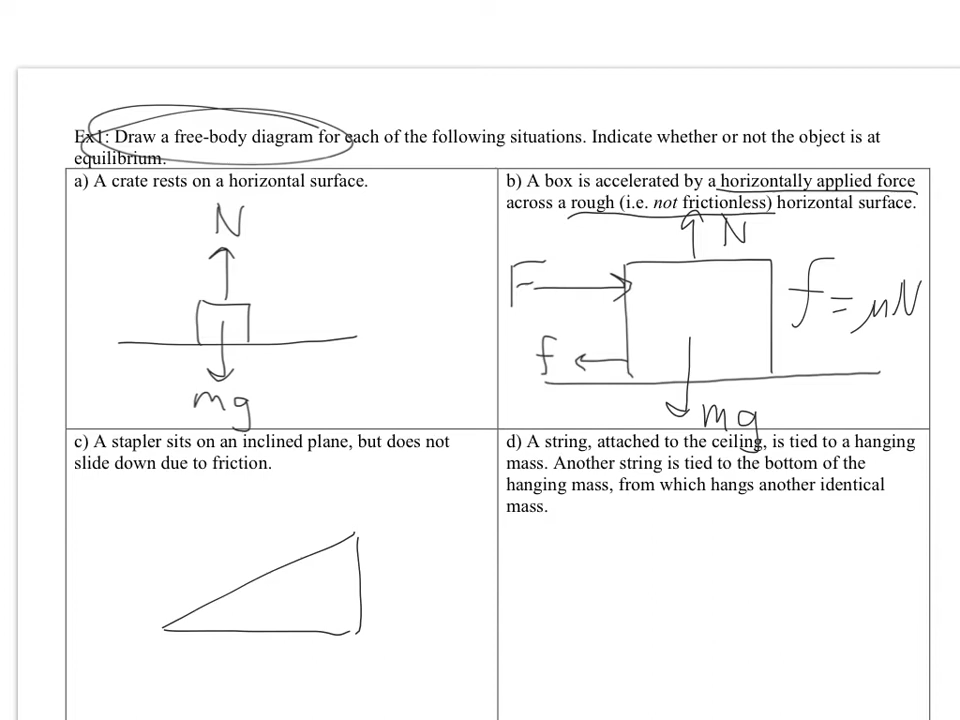 Ex1: Draw a free-body diagram for each of the following situations. Indicate whether or not the object is at
equilibrium.
a) A crate rests on a horizontal surface.
N
mg
b) A box is accelerated by a horizontally applied force
across a rough (i.e. not frictionless) horizontal surface.
N
F
f = μN
f
mg
c) A stapler sits on an inclined plane, but does not
slide down due to friction.
d) A string, attached to the ceiling, is tied to a hanging
mass. Another string is tied to the bottom of the
hanging mass, from which hangs another identical
mass.